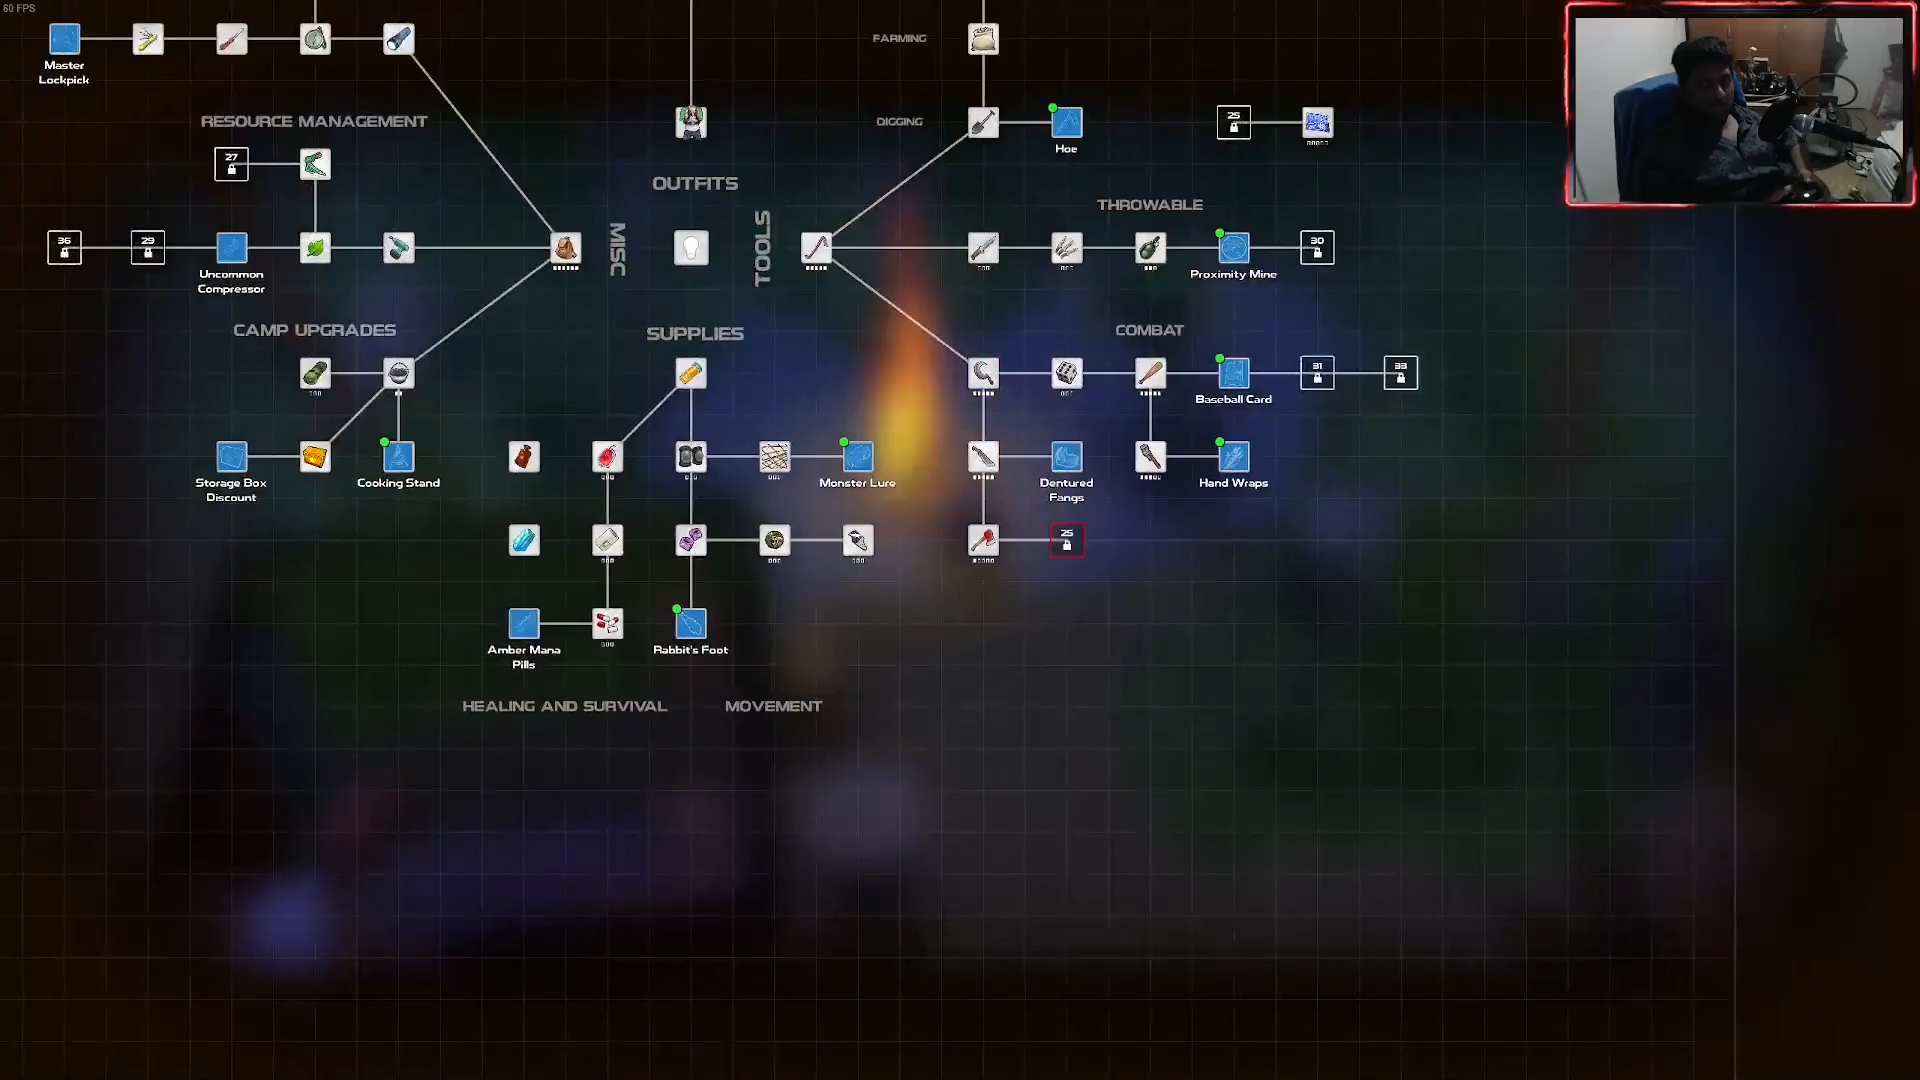 60 FPS
FARMING
Master
Lockpick
RESOURCE MANAGEMENT
DIGGING
25
Hoe
27
OUTFITS
THROWABLE
MISC
TOOLS
36
29
30
Uncommon
Compressor
Proximity Mine
CAMP UPGRADES
SUPPLIES
COMBAT
31
33
Baseball Card
Storage Box
Discount
Cooking Stand
Monster Lure
Dentured
Fangs
Hand Wraps
25
Amber Mana
Pills
Rabbit's Foot
HEALING AND SURVIVAL
MOVEMENT